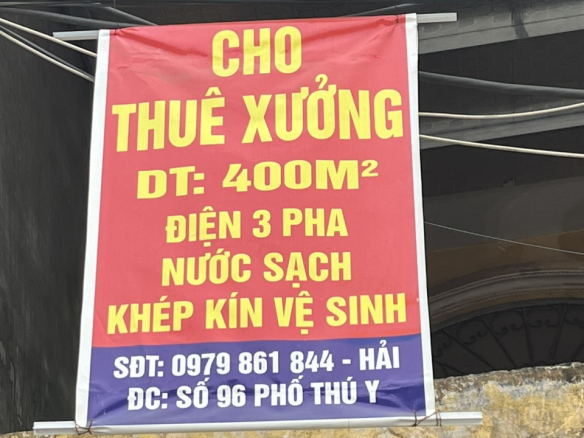 CHO
THUÊ XƯỞNG
DT: 400M²
ĐIỆN 3 PHA
NƯỚC SẠCH
KHÉP KÍN VỆ SINH
SĐT: 0979 861 844 - HẢI
ĐC: SỐ 96 PHỐ THÚ Y